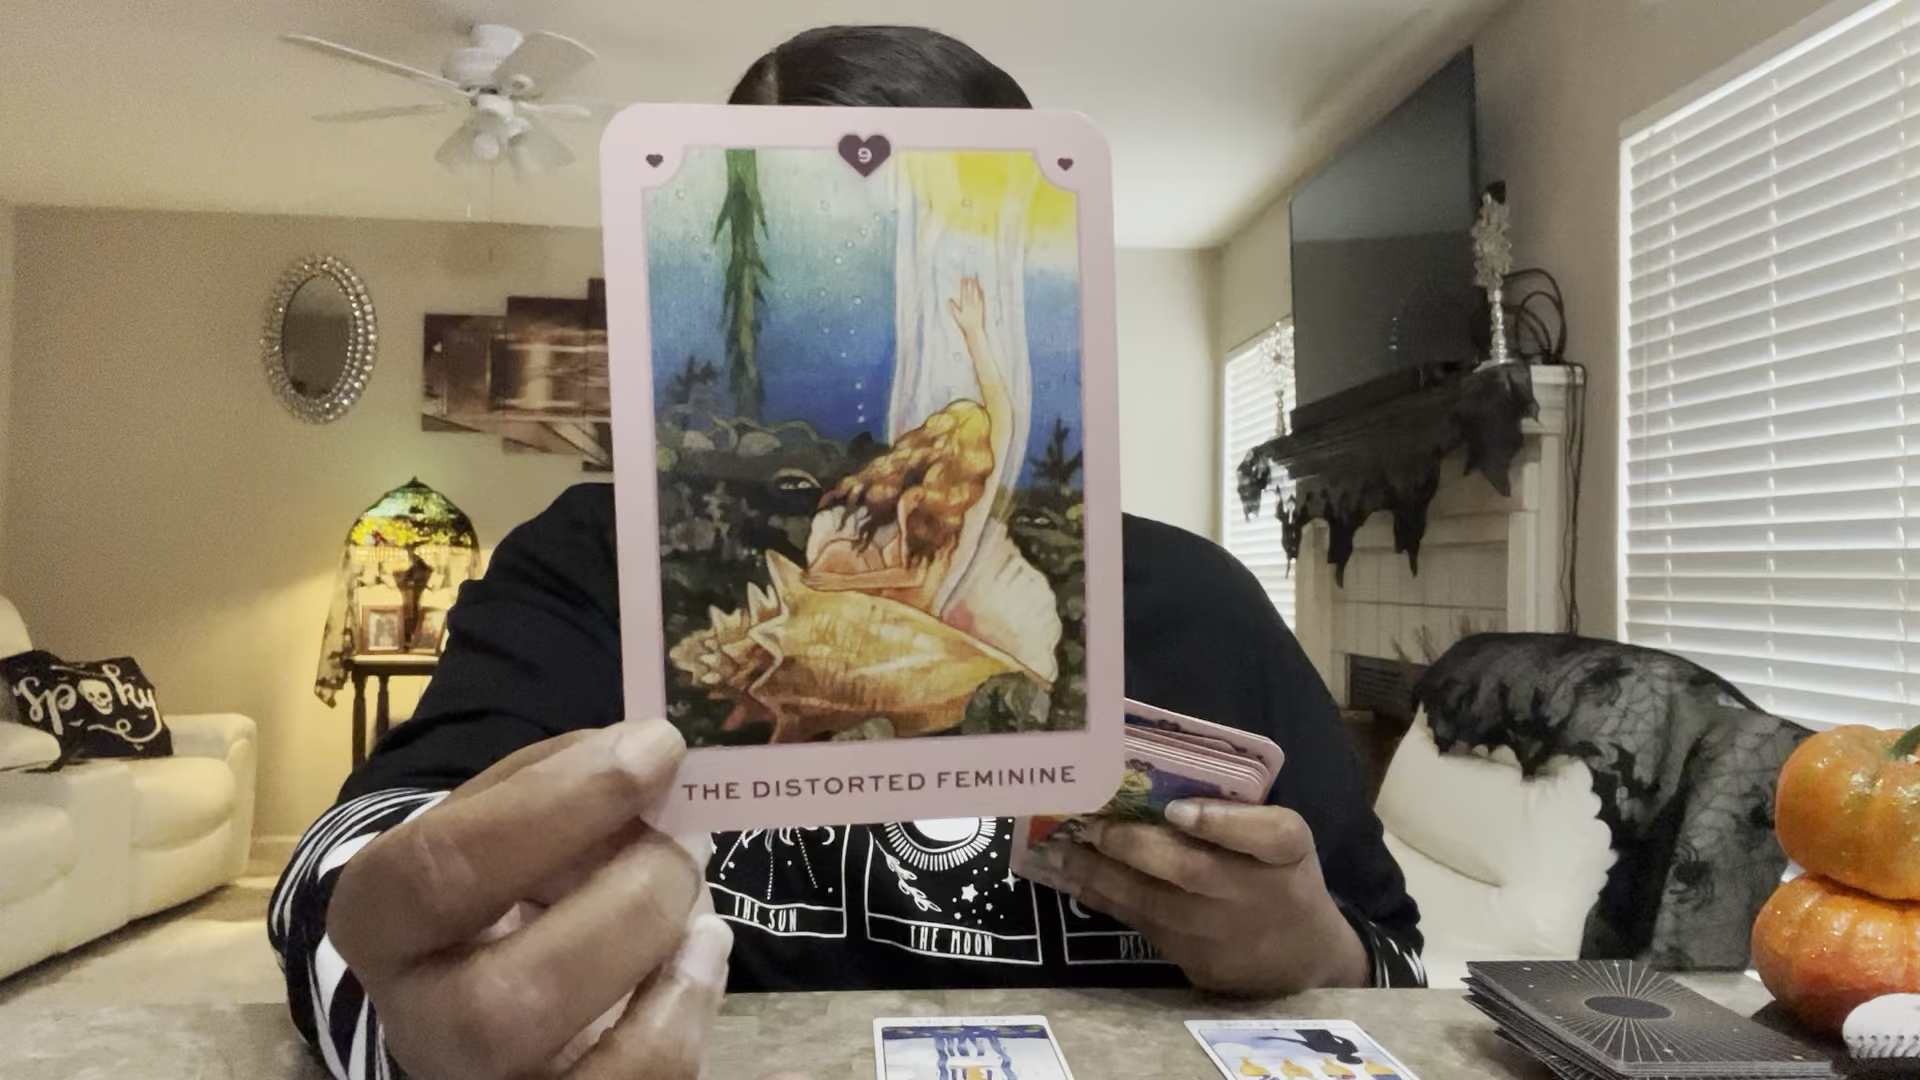 9
THE DISTORTED FEMININE
spooky
THE SUN
THE MOON